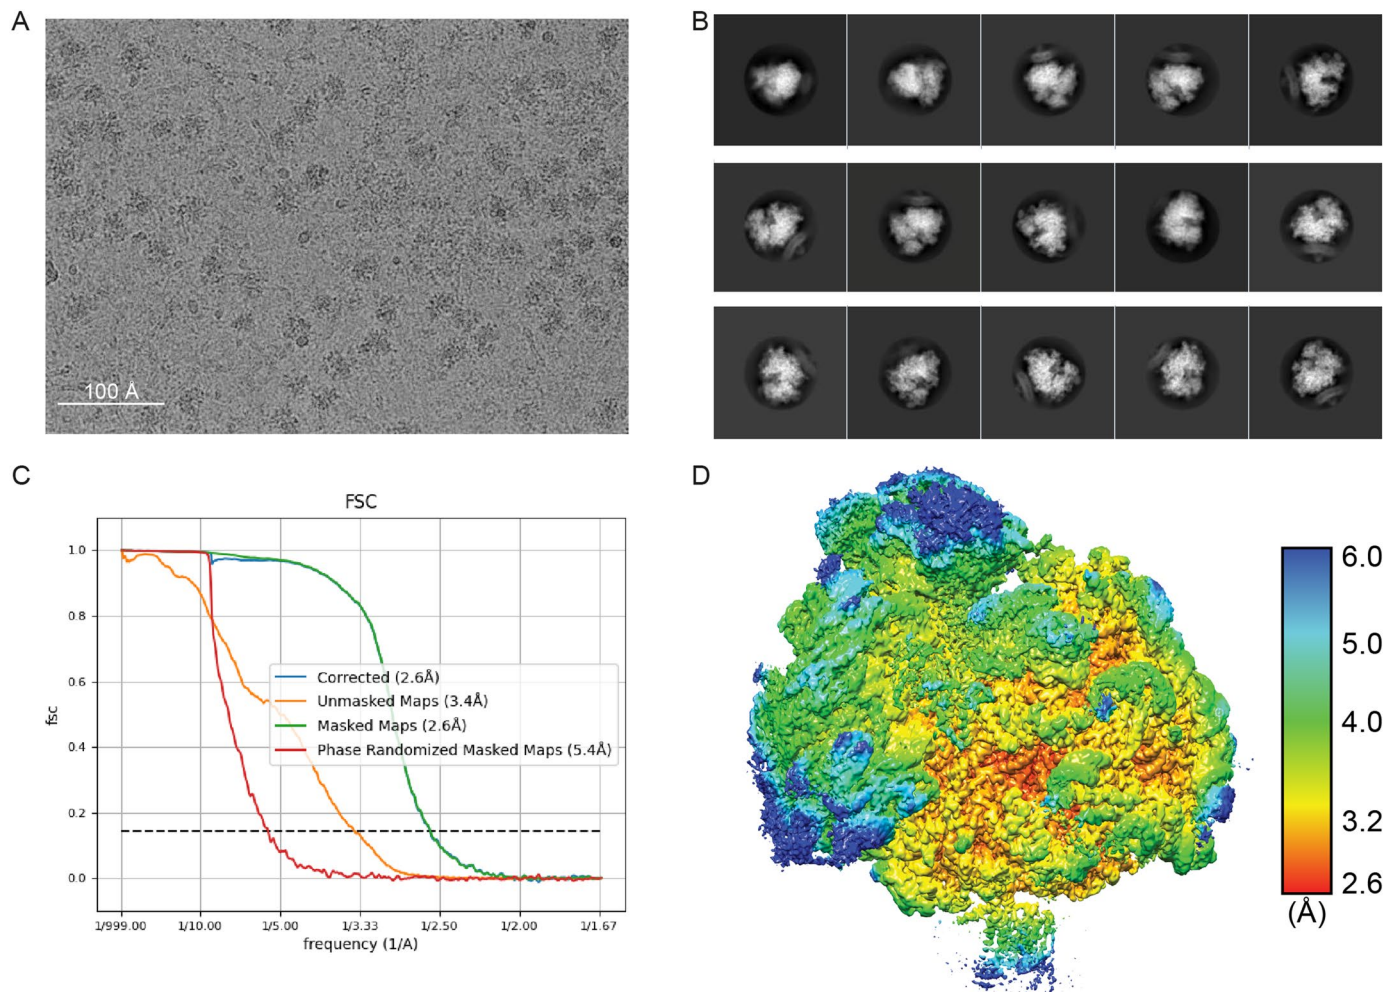 A
B
100 Å
C
D
FSC
1.0
0.8
0.6
0.4
0.2
0.0
fsc
Corrected (2.6Å)
Unmasked Maps (3.4Å)
Masked Maps (2.6Å)
Phase Randomized Masked Maps (5.4Å)
1/999.00 1/10.00 1/5.00 1/3.33 1/2.50 1/2.00 1/1.67
frequency (1/A)
6.0
5.0
4.0
3.2
2.6
(Å)